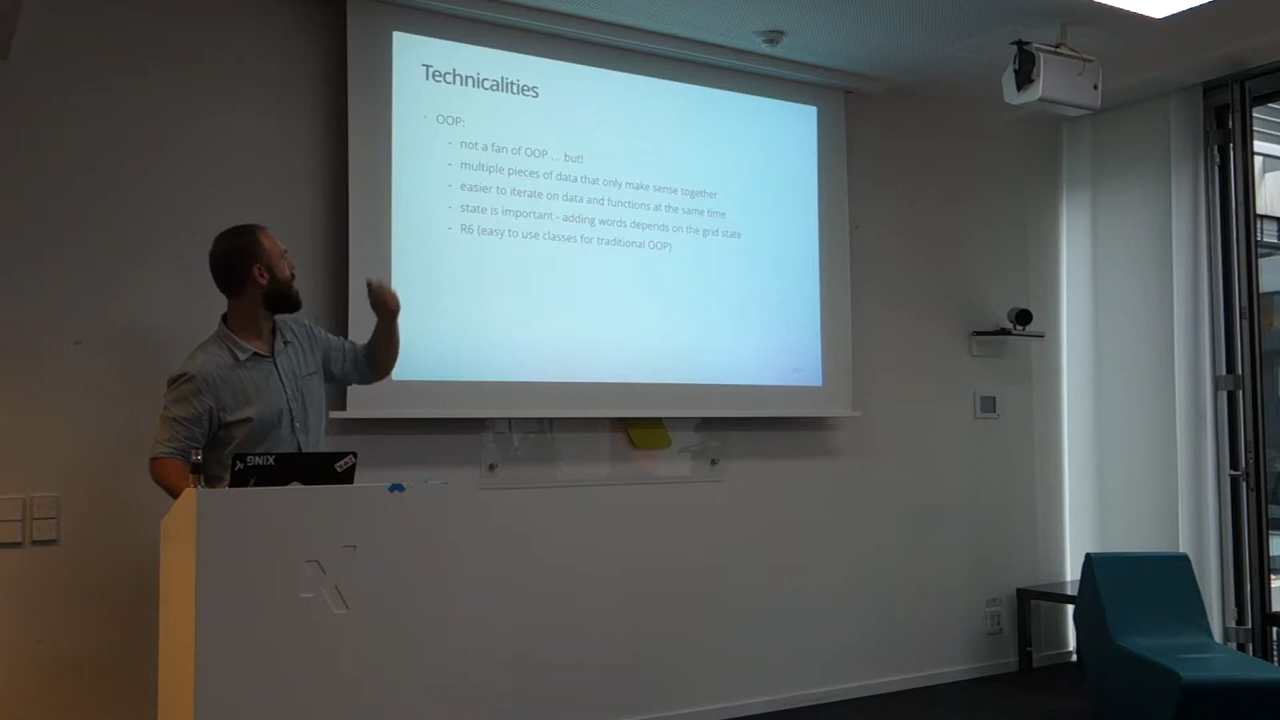 Technicalities
OOP:
- not a fan of OOP ... but!
- multiple pieces of data that only make sense together
- easier to iterate on data and functions at the same time
- state is important - adding words depends on the grid state
- R6 (easy to use classes for traditional OOP)
XING